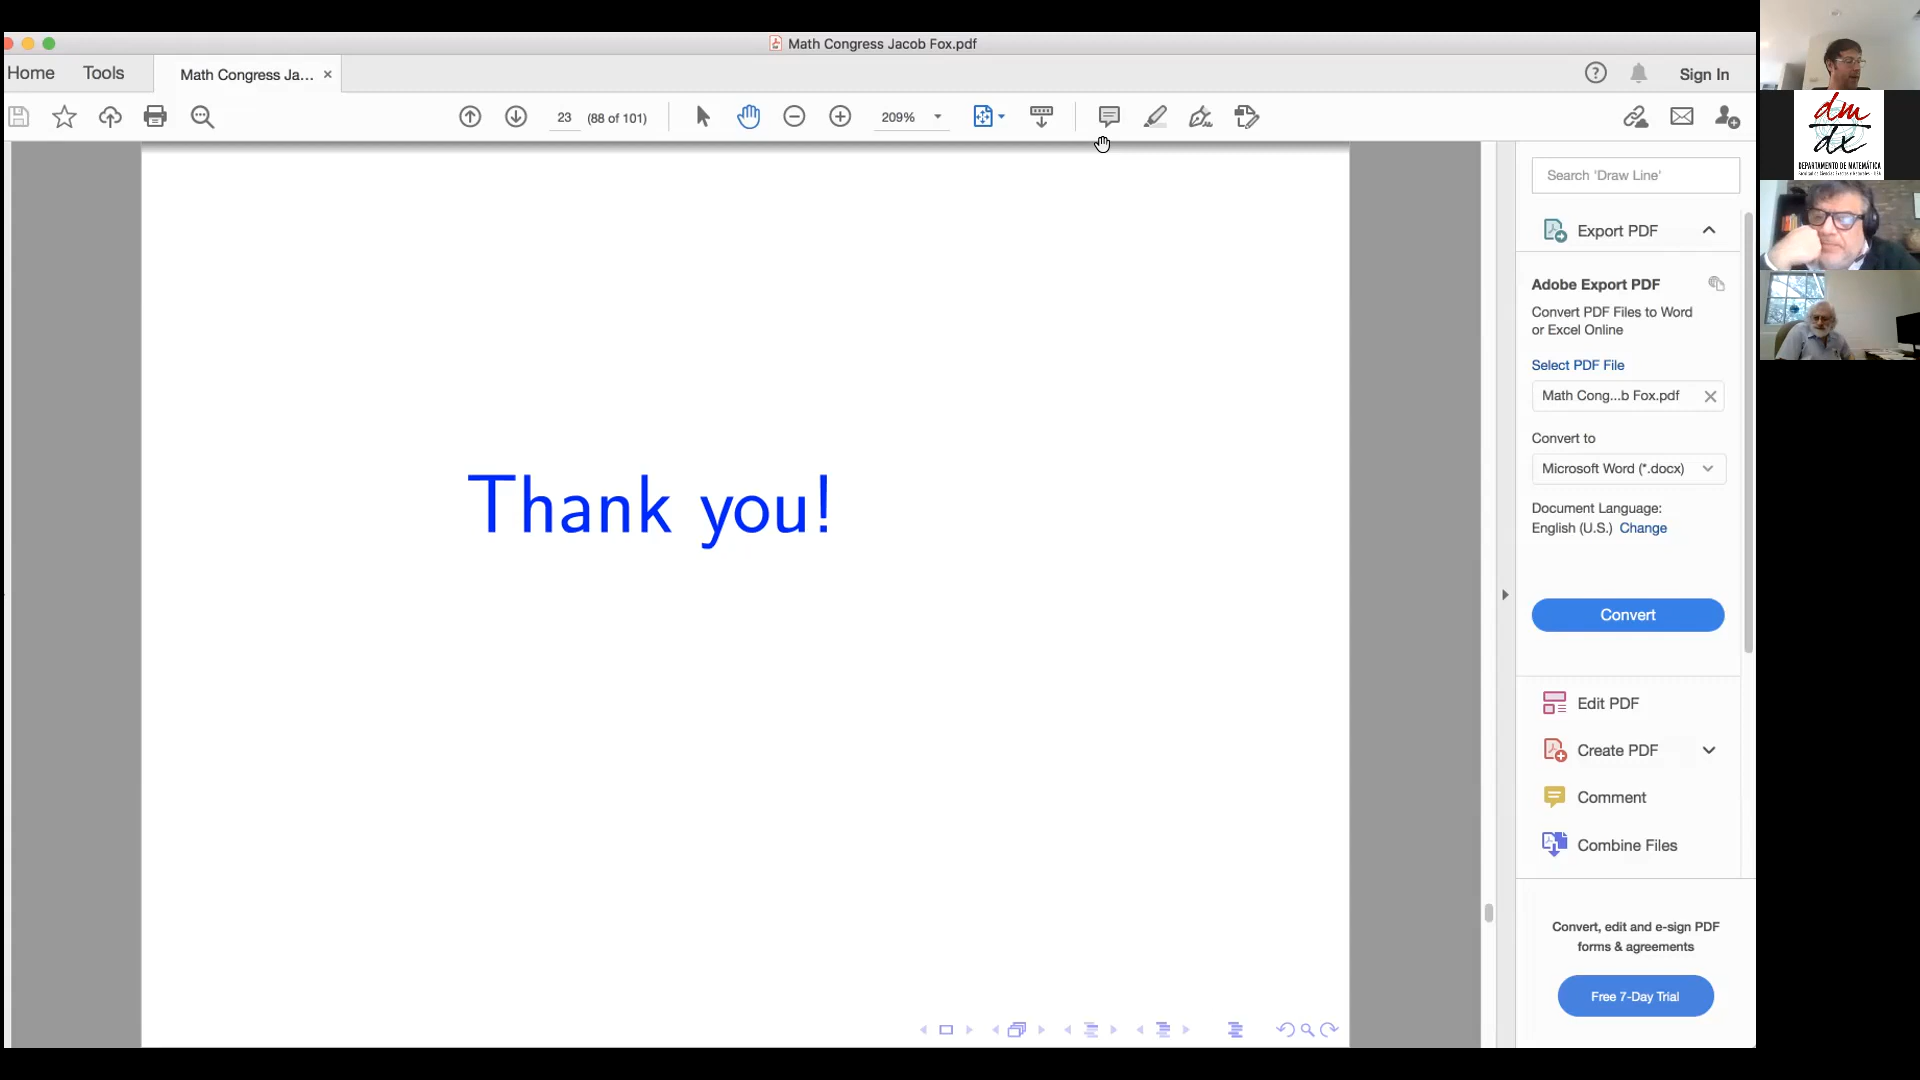 Math Congress Jacob Fox.pdf
Home
Tools
Math Congress Ja...
Sign In
23
(88 of 101)
209%
Thank you!
Search 'Draw Line'
Export PDF
Adobe Export PDF
Convert PDF Files to Word
or Excel Online
Select PDF File
Math Cong...b Fox.pdf
Convert to
Microsoft Word (*.docx)
Document Language:
English (U.S.) Change
Convert
Edit PDF
Create PDF
Comment
Combine Files
Convert, edit and e-sign PDF
forms & agreements
Free 7-Day Trial
dm
dx
DEPARTAMENTO DE MATEMÁTICA